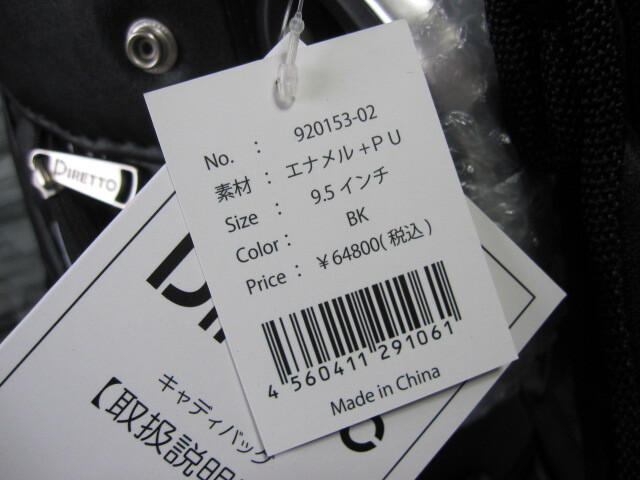 No. : 920153-02
素材 : エナメル+PU
Size : 9.5インチ
Color: BK
Price : ￥64800(税込)
4 560411 291061
Made in China
DIRETTO
キャディバッグ
【取扱説明